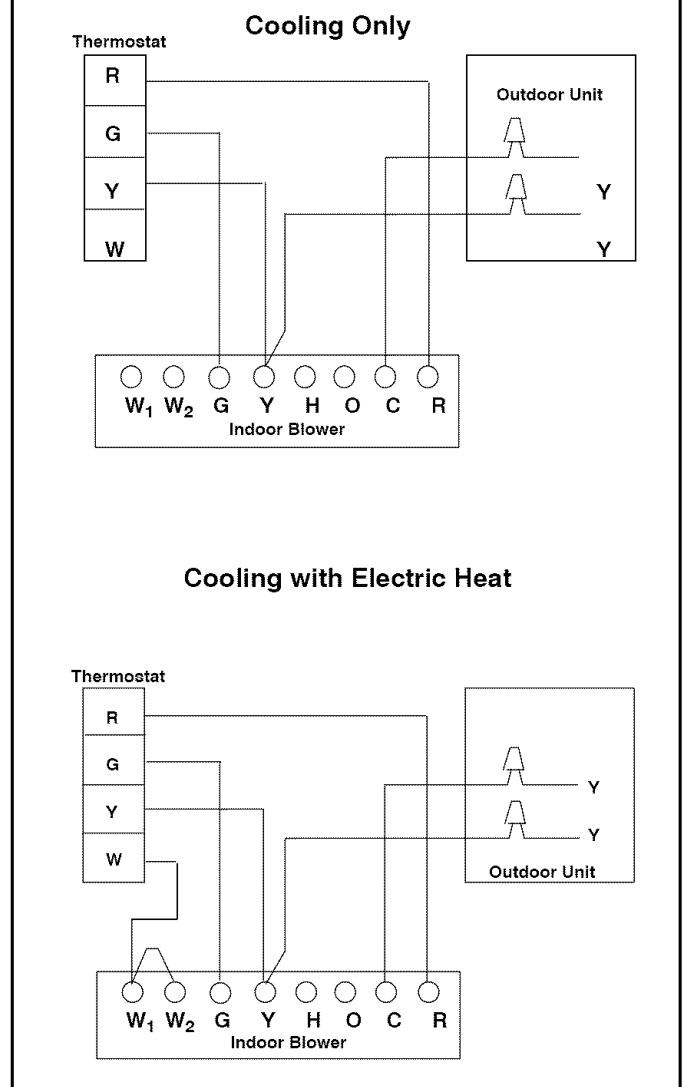 Cooling Only
Thermostat
R
G
Y
W
Outdoor Unit
Y
Y
W1 W2 G Y H O C R
Indoor Blower
Cooling with Electric Heat
Thermostat
R
G
Y
W
Y
Y
Outdoor Unit
W1 W2 G Y H O C R
Indoor Blower